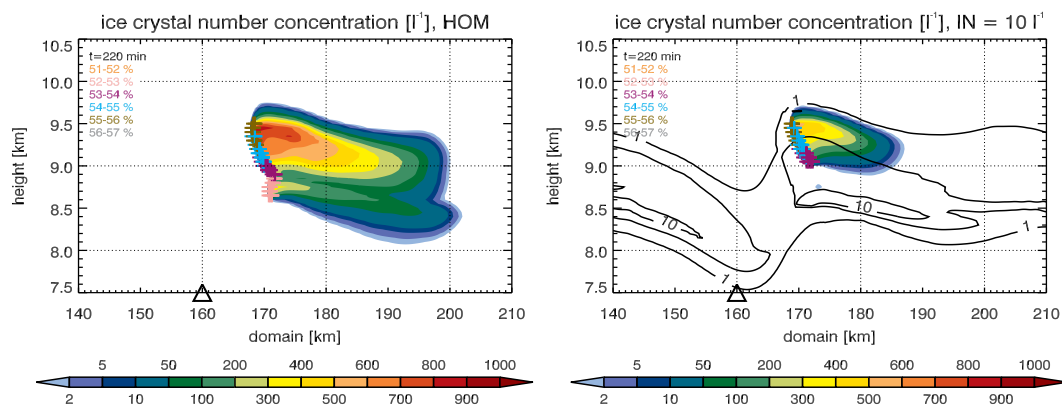 ice crystal number concentration [l⁻¹], HOM
10.5
10.0
9.5
9.0
8.5
8.0
7.5
height [km]
t=220 min
51-52 %
52-53 %
53-54 %
54-55 %
55-56 %
56-57 %
140 150 160 170 180 190 200 210
domain [km]
5 50 200 400 600 800 1000
2 10 100 300 500 700 900
ice crystal number concentration [l⁻¹], IN = 10 l⁻¹
10.5
10.0
9.5
9.0
8.5
8.0
7.5
height [km]
t=220 min
51-52 %
52-53 %
53-54 %
54-55 %
55-56 %
56-57 %
1
1
10
10
1
1
140 150 160 170 180 190 200 210
domain [km]
5 50 200 400 600 800 1000
2 10 100 300 500 700 900